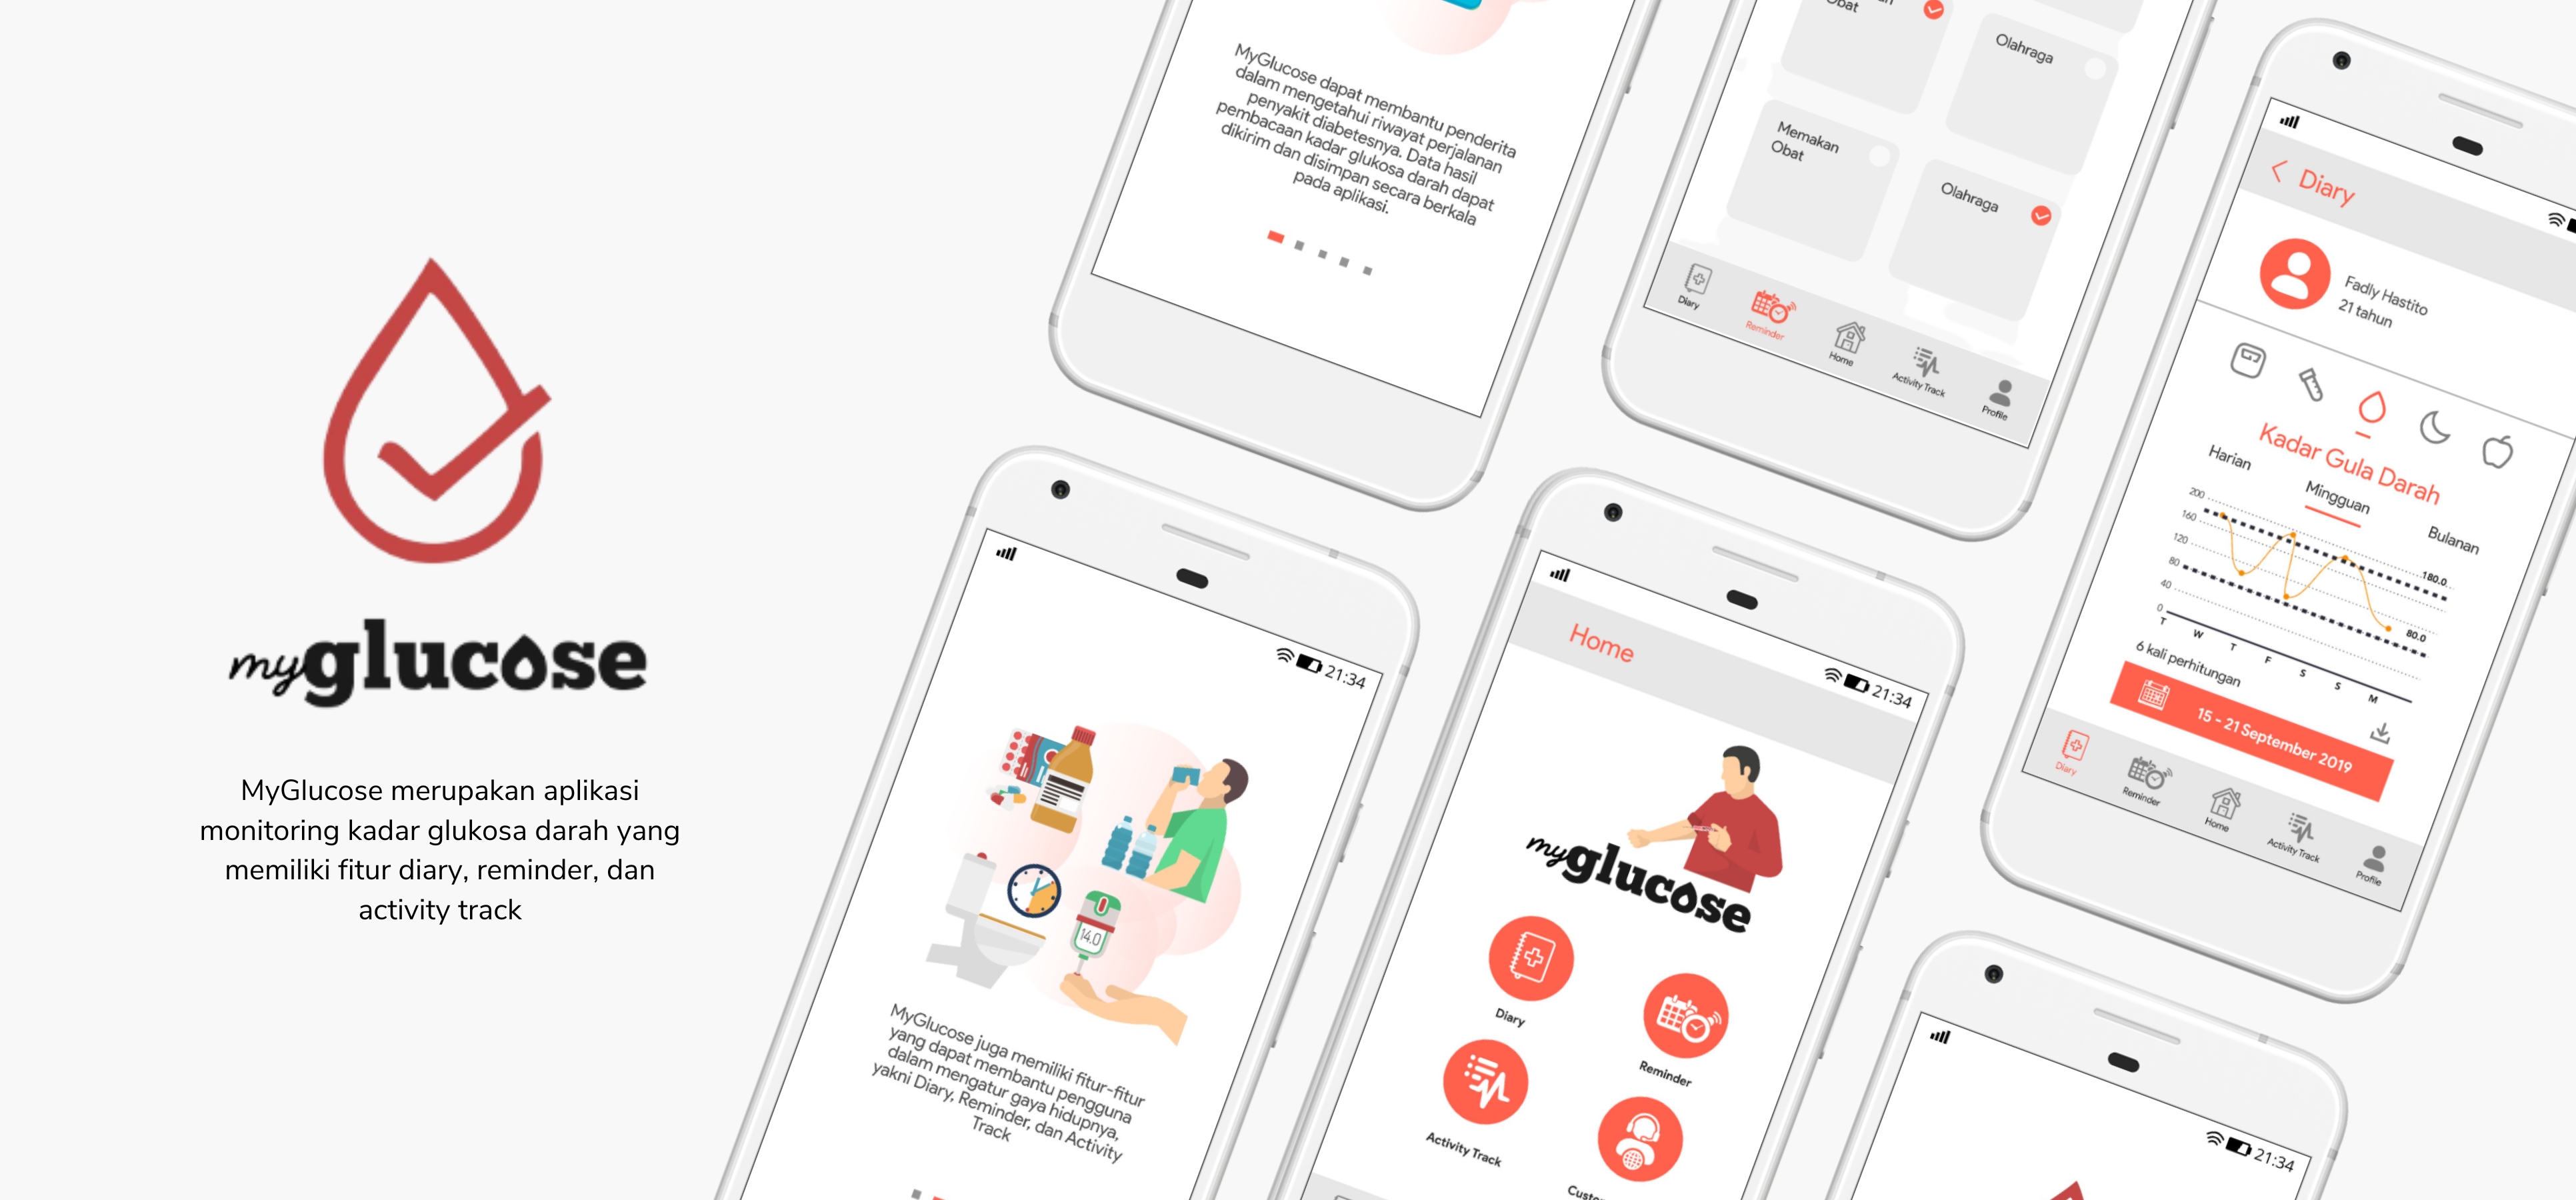 myglucose
MyGlucose merupakan aplikasi
monitoring kadar glukosa darah yang
memiliki fitur diary, reminder, dan
activity track
MyGlucose dapat membantu penderita
dalam mengetahui riwayat perjalanan
penyakit diabetesnya. Data hasil
pembacaan kadar glukosa darah dapat
dikirim dan disimpan secara berkala
pada aplikasi.
Obat
Olahraga
Memakan
Obat
Olahraga
Diary
Reminder
Home
Activity Track
Profile
Diary
Fadly Hastito
21 tahun
Kadar Gula Darah
Harian
Mingguan
Bulanan
200
160
120
80
40
0
180.0
80.0
T W T F S S M
6 kali perhitungan
15 - 21 September 2019
Diary
Reminder
Home
Activity Track
Profile
21:34
14.0
MyGlucose juga memiliki fitur-fitur
yang dapat membantu pengguna
dalam mengatur gaya hidupnya,
yakni Diary, Reminder, dan Activity
Track
21:34
Home
myglucose
Diary
Reminder
Activity Track
21:34